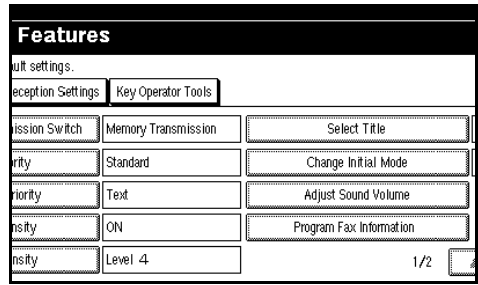 Features
ult settings.
eception Settings Key Operator Tools
ission Switch Memory Transmission Select Title
rity Standard Change Initial Mode
riority Text Adjust Sound Volume
nsity ON Program Fax Information
nsity Level 4 1/2